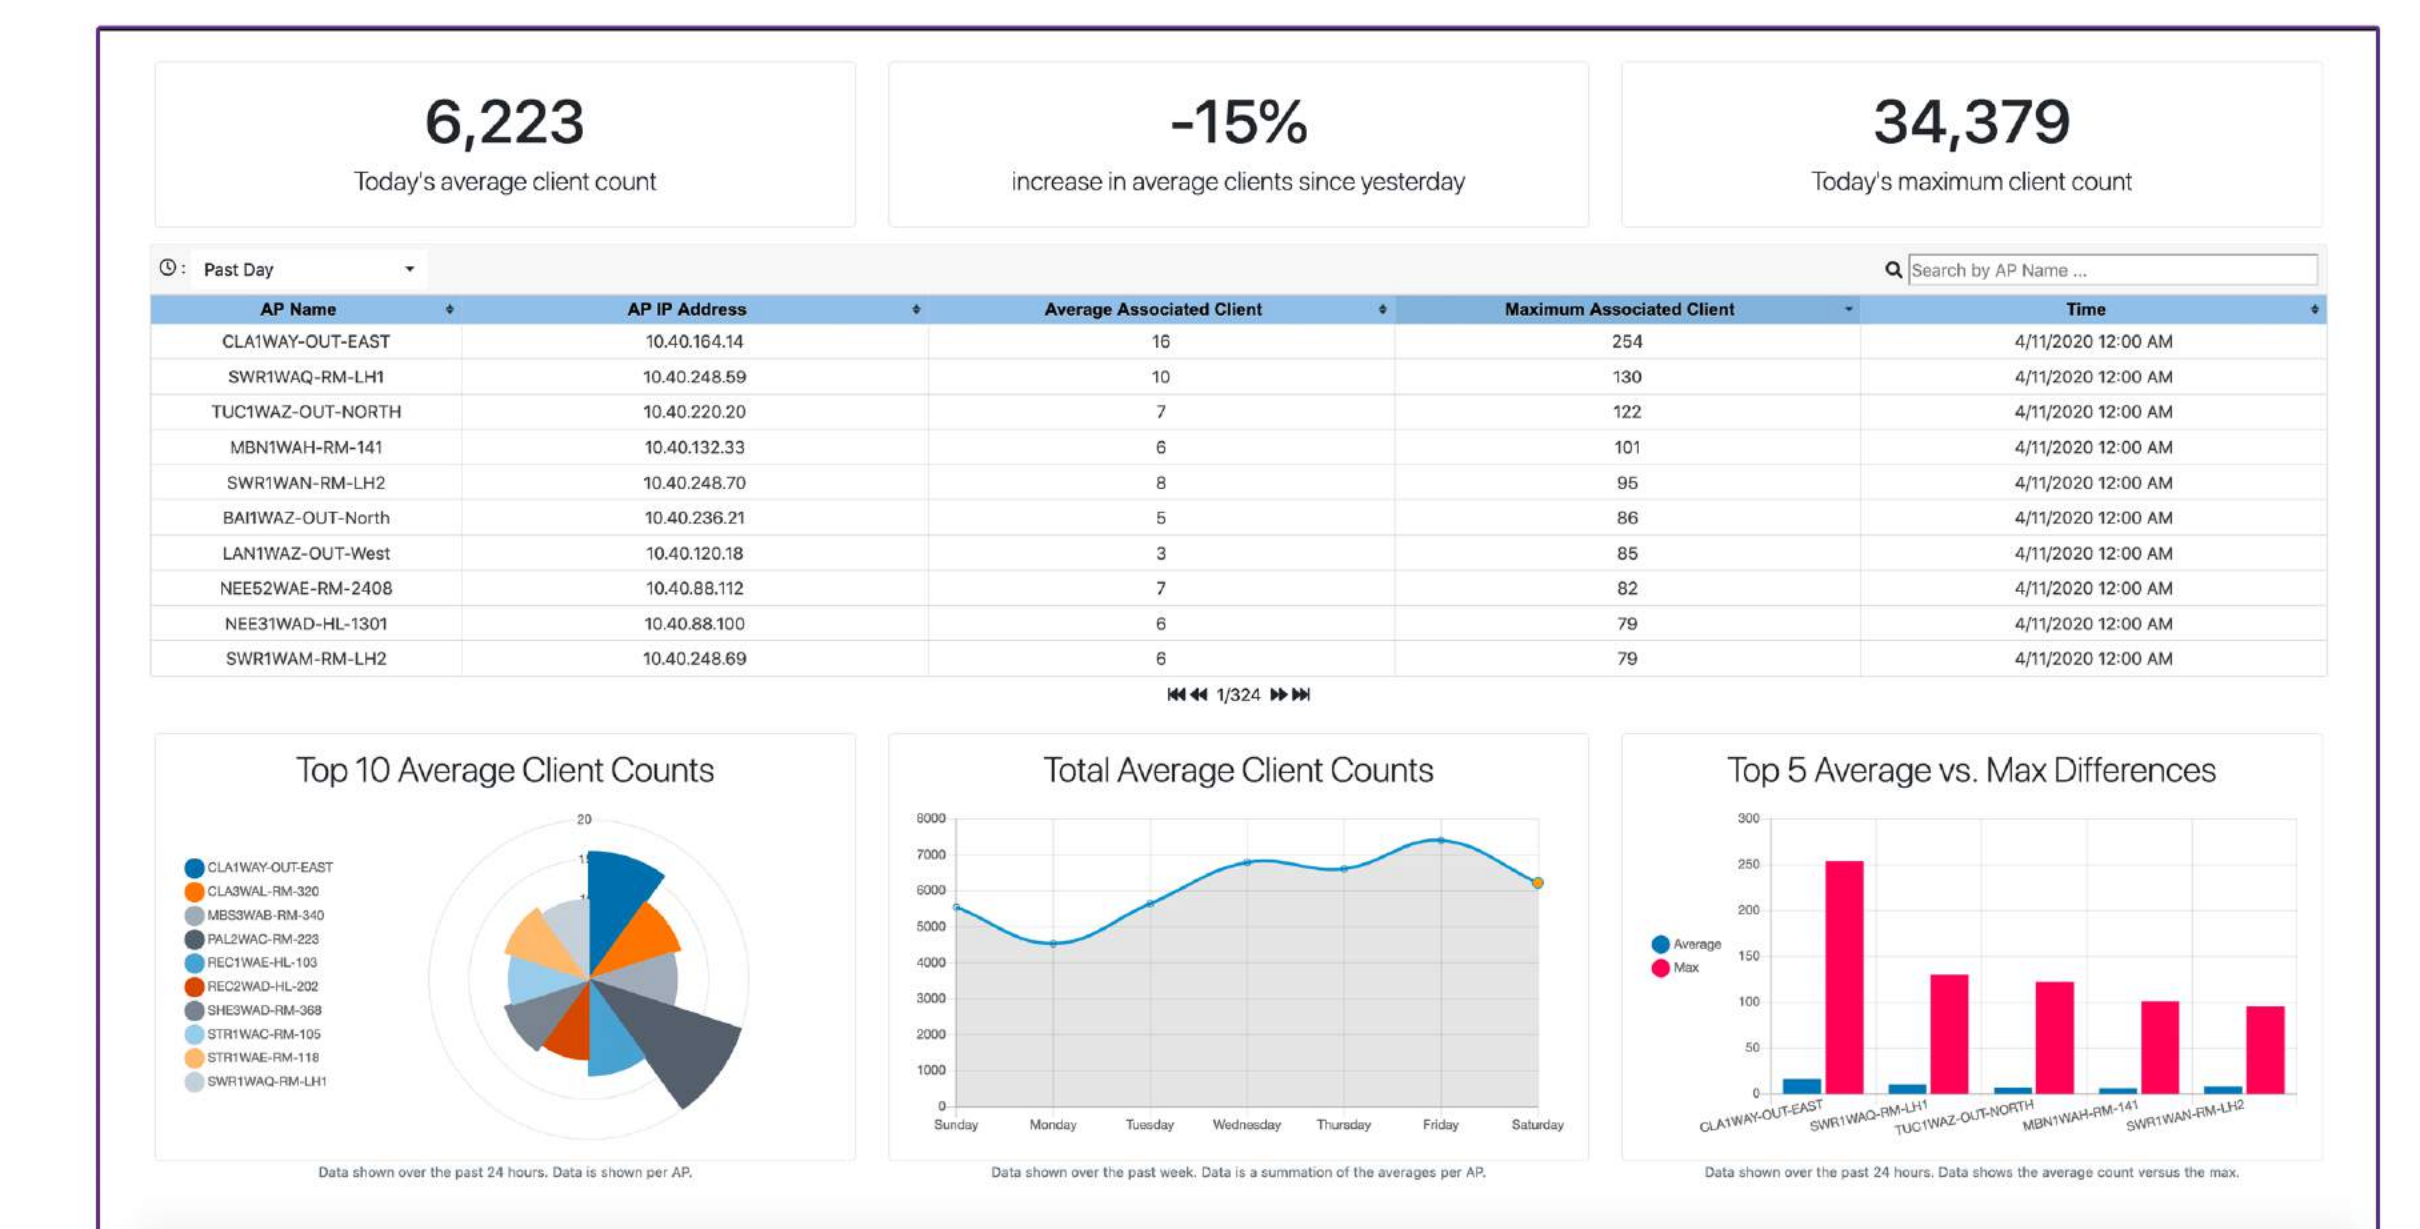 6,223
Today's average client count
-15%
increase in average clients since yesterday
34,379
Today's maximum client count
: Past Day
Search by AP Name ...
AP Name AP IP Address Average Associated Client Maximum Associated Client Time
CLA1WAY-OUT-EAST 10.40.164.14 16 254 4/11/2020 12:00 AM
SWR1WAQ-RM-LH1 10.40.248.59 10 130 4/11/2020 12:00 AM
TUC1WAZ-OUT-NORTH 10.40.220.20 7 122 4/11/2020 12:00 AM
MBN1WAH-RM-141 10.40.132.33 6 101 4/11/2020 12:00 AM
SWR1WAN-RM-LH2 10.40.248.70 8 95 4/11/2020 12:00 AM
BAI1WAZ-OUT-North 10.40.236.21 5 86 4/11/2020 12:00 AM
LAN1WAZ-OUT-West 10.40.120.18 3 85 4/11/2020 12:00 AM
NEE52WAE-RM-2408 10.40.88.112 7 82 4/11/2020 12:00 AM
NEE31WAD-HL-1301 10.40.88.100 6 79 4/11/2020 12:00 AM
SWR1WAM-RM-LH2 10.40.248.69 6 79 4/11/2020 12:00 AM
1/324
Top 10 Average Client Counts
20
CLA1WAY-OUT-EAST
CLA3WAL-RM-320
MBS3WAB-RM-340
PAL2WAC-RM-223
REC1WAE-HL-103
REC2WAD-HL-202
SHE3WAD-RM-368
STR1WAC-RM-105
STR1WAE-RM-118
SWR1WAQ-RM-LH1
Data shown over the past 24 hours. Data is shown per AP.
Total Average Client Counts
8000
7000
6000
5000
4000
3000
2000
1000
0
Sunday Monday Tuesday Wednesday Thursday Friday Saturday
Data shown over the past week. Data is a summation of the averages per AP.
Top 5 Average vs. Max Differences
300
250
200
150
100
50
0
Average
Max
CLA1WAY-OUT-EAST SWR1WAQ-RM-LH1 TUC1WAZ-OUT-NORTH MBN1WAH-RM-141 SWR1WAN-RM-LH2
Data shown over the past 24 hours. Data shows the average count versus the max.